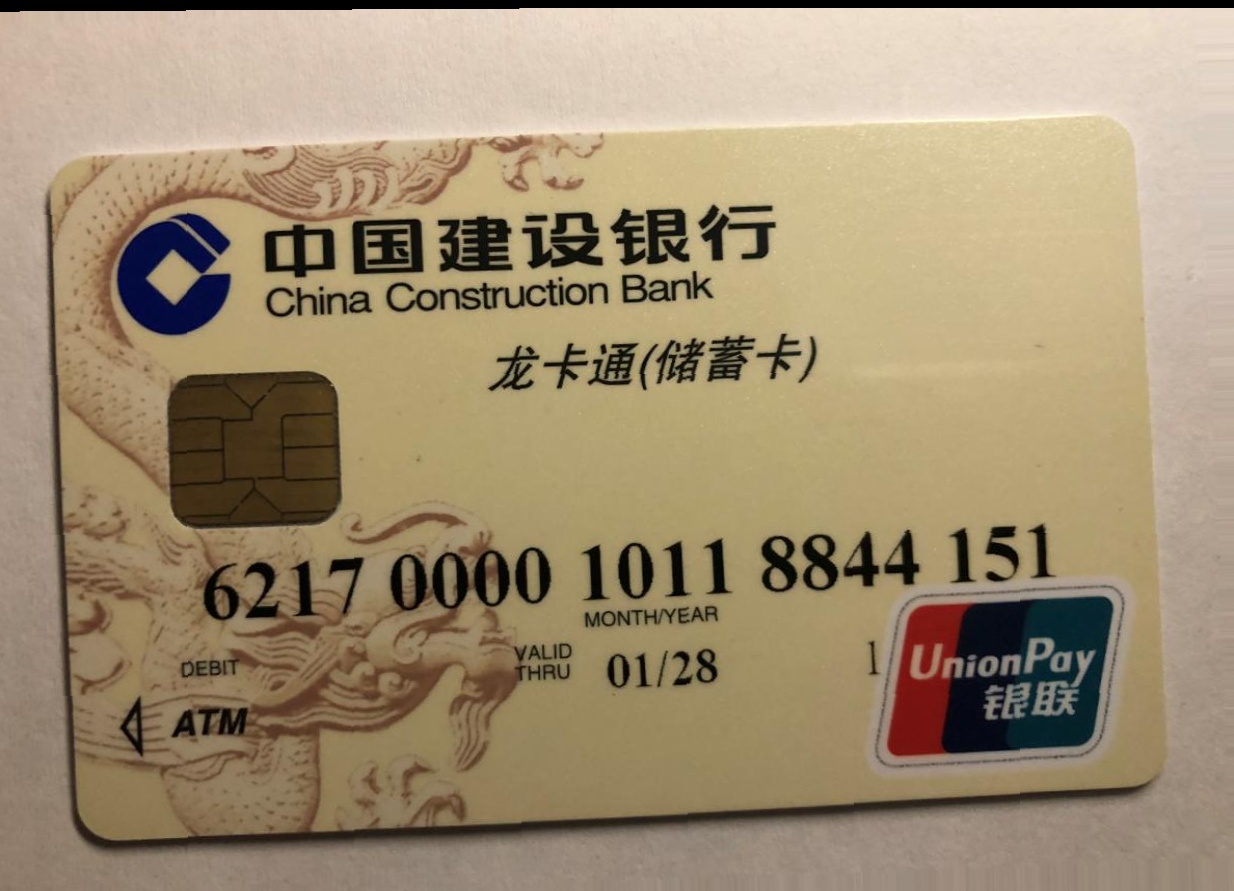 中国建设银行
China Construction Bank
龙卡通(储蓄卡)
6217 0000 1011 8844 151
MONTH/YEAR
DEBIT
VALID
THRU
01/28
1
UnionPay
银联
ATM